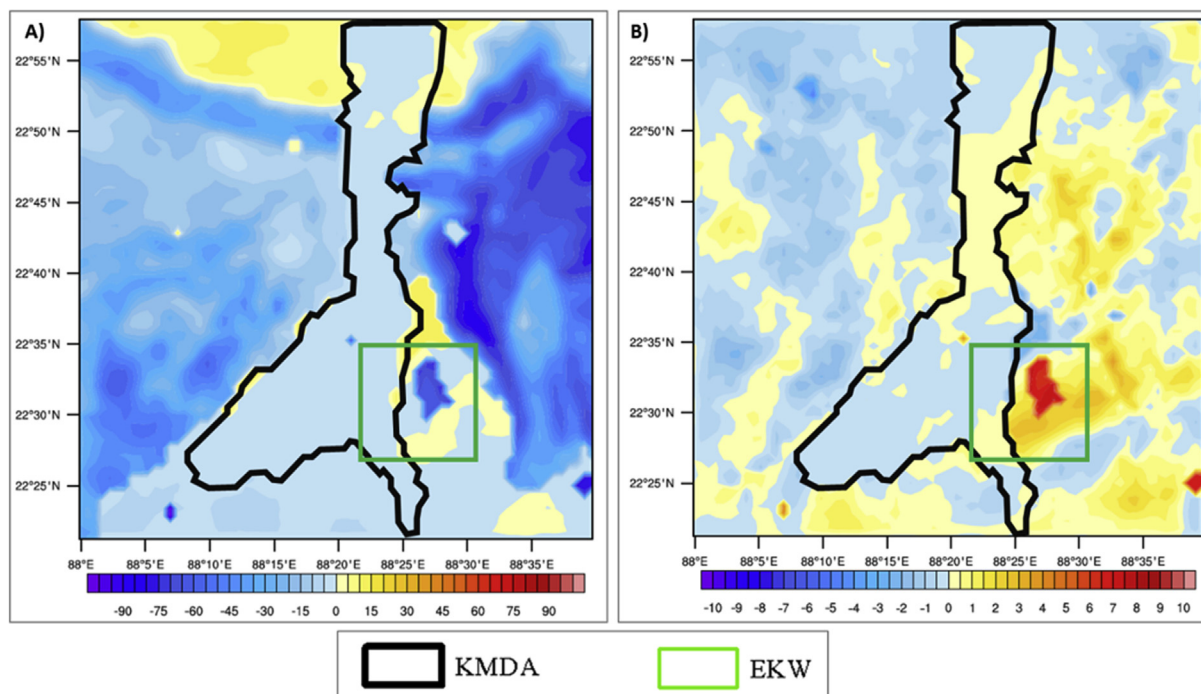 A)
B)
22°55'N
22°50'N
22°45'N
22°40'N
22°35'N
22°30'N
22°25'N
88°E 88°5'E 88°10'E 88°15'E 88°20'E 88°25'E 88°30'E 88°35'E
-90 -75 -60 -45 -30 -15 0 15 30 45 60 75 90
22°55'N
22°50'N
22°45'N
22°40'N
22°35'N
22°30'N
22°25'N
88°E 88°5'E 88°10'E 88°15'E 88°20'E 88°25'E 88°30'E 88°35'E
-10 -9 -8 -7 -6 -5 -4 -3 -2 -1 0 1 2 3 4 5 6 7 8 9 10
KMDA EKW